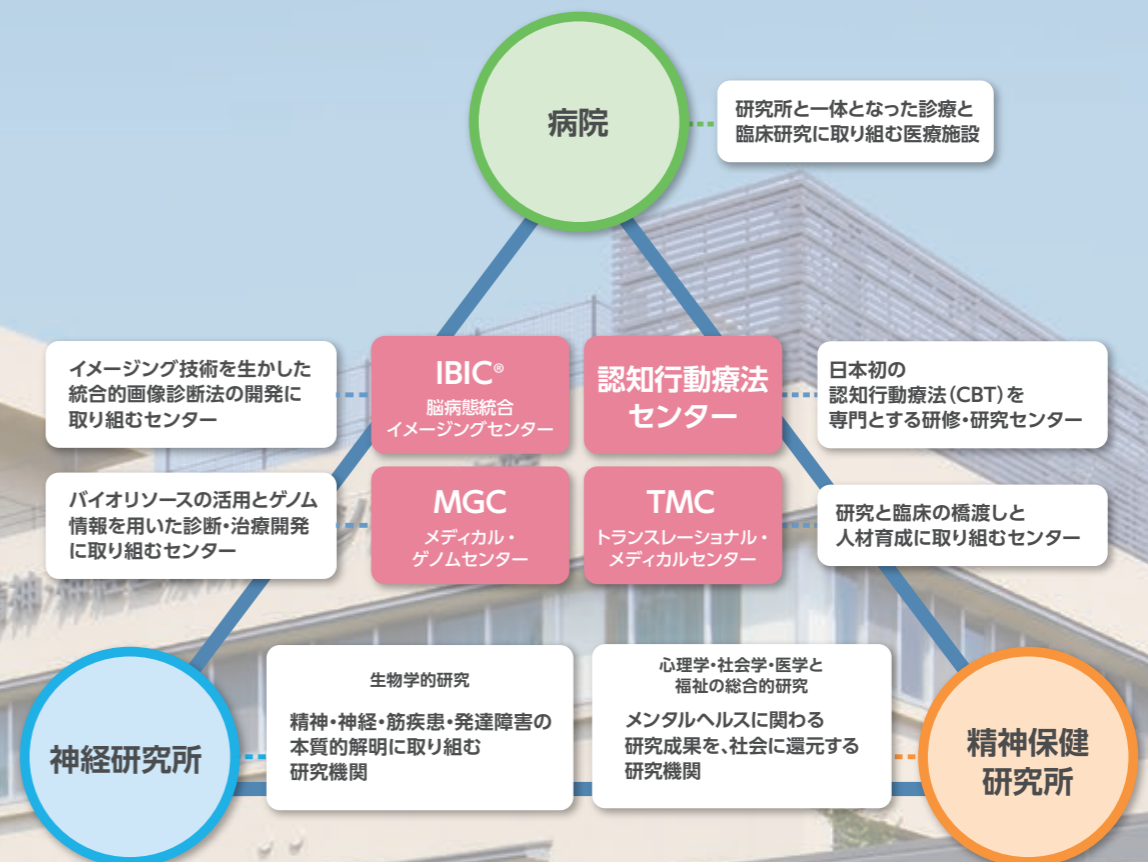 病院
研究所と一体となった診療と
臨床研究に取り組む医療施設
イメージング技術を生かした
統合的画像診断法の開発に
取り組むセンター
IBIC®
脳病態統合
イメージングセンター
認知行動療法
センター
日本初の
認知行動療法(CBT)を
専門とする研修・研究センター
バイオリソースの活用とゲノム
情報を用いた診断・治療開発
に取り組むセンター
MGC
メディカル・
ゲノムセンター
TMC
トランスレーショナル・
メディカルセンター
研究と臨床の橋渡しと
人材育成に取り組むセンター
神経研究所
生物学的研究
精神・神経・筋疾患・発達障害の
本質的解明に取り組む
研究機関
心理学・社会学・医学と
福祉の総合的研究
メンタルヘルスに関わる
研究成果を、社会に還元する
研究機関
精神保健
研究所